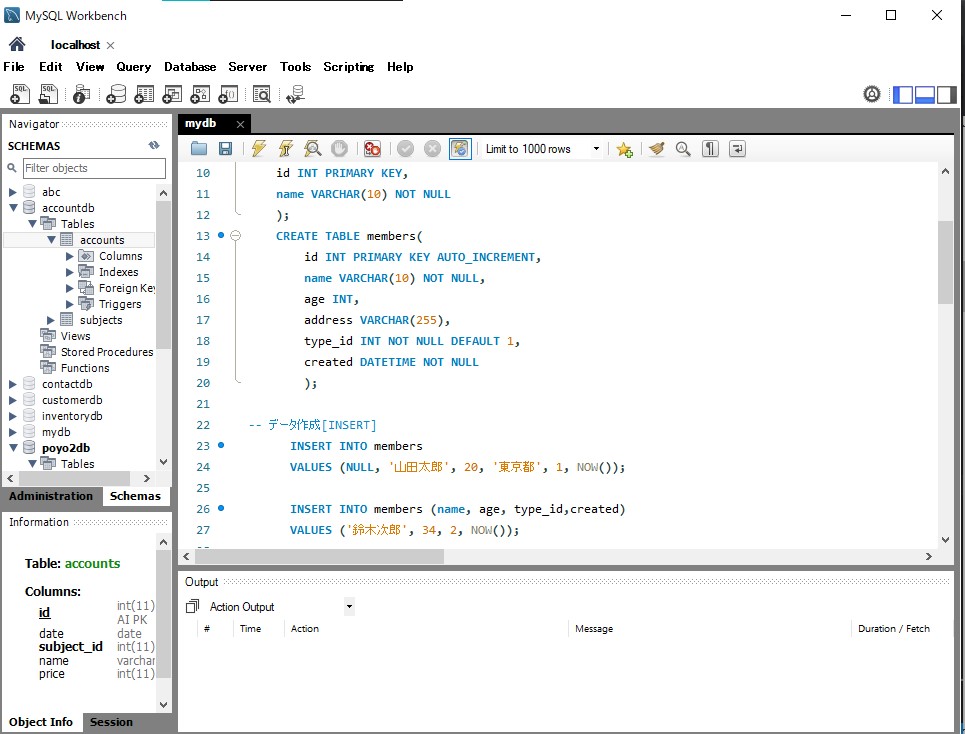 MySQL Workbench
localhost
File Edit View Query Database Server Tools Scripting Help
Navigator
SCHEMAS
Filter objects
abc
accountdb
Tables
accounts
Columns
Indexes
Foreign Key
Triggers
subjects
Views
Stored Procedures
Functions
contactdb
customerdb
inventorydb
mydb
poyo2db
Tables
Administration Schemas
Information
Table: accounts
Columns:
id int(11) AI PK
date date
subject_id int(11)
name varchar
price int(11)
Object Info Session
mydb
Limit to 1000 rows
10 id INT PRIMARY KEY,
11 name VARCHAR(10) NOT NULL
12 );
13 CREATE TABLE members(
14 id INT PRIMARY KEY AUTO_INCREMENT,
15 name VARCHAR(10) NOT NULL,
16 age INT,
17 address VARCHAR(255),
18 type_id INT NOT NULL DEFAULT 1,
19 created DATETIME NOT NULL
20 );
21
22 -- データ作成[INSERT]
23 INSERT INTO members
24 VALUES (NULL, '山田太郎', 20, '東京都', 1, NOW());
25
26 INSERT INTO members (name, age, type_id,created)
27 VALUES ('鈴木次郎', 34, 2, NOW());
Output
Action Output
# Time Action Message Duration / Fetch